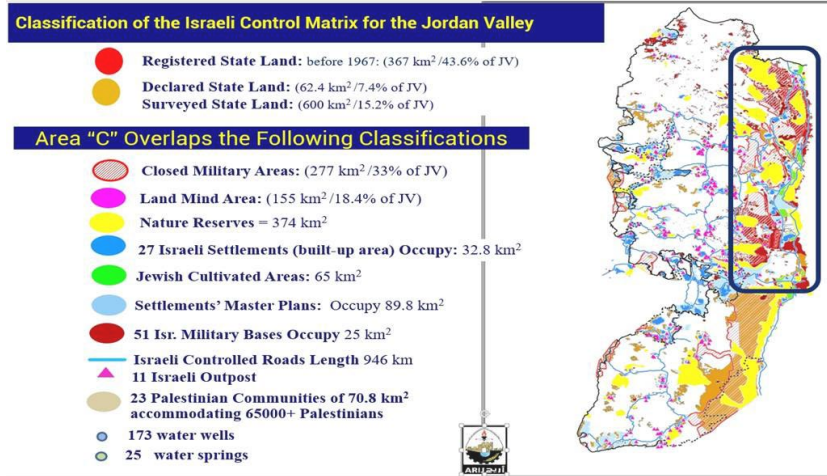 Classification of the Israeli Control Matrix for the Jordan Valley
Registered State Land: before 1967: (367 km²/43.6% of JV)
Declared State Land: (62.4 km²/7.4% of JV)
Surveyed State Land: (600 km²/15.2% of JV)
Area “C” Overlaps the Following Classifications
Closed Military Areas: (277 km²/33% of JV)
Land Mind Area: (155 km²/18.4% of JV)
Nature Reserves = 374 km²
27 Israeli Settlements (built-up area) Occupy: 32.8 km²
Jewish Cultivated Areas: 65 km²
Settlements’ Master Plans: Occupy 89.8 km²
51 Isr. Military Bases Occupy 25 km²
Israeli Controlled Roads Length 946 km
11 Israeli Outpost
23 Palestinian Communities of 70.8 km²
accommodating 65000+ Palestinians
173 water wells
25 water springs